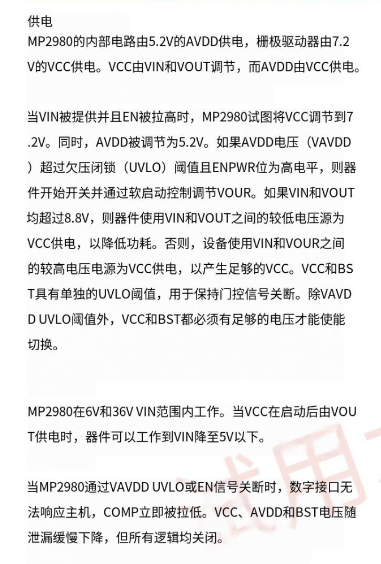 供电
MP2980的内部电路由5.2V的AVDD供电，栅极驱动器由7.2
V的VCC供电。VCC由VIN和VOUT调节，而AVDD由VCC供电。
当VIN被提供并且EN被拉高时，MP2980试图将VCC调节到7
.2V。同时，AVDD被调节为5.2V。如果AVDD电压（VAVDD
）超过欠压闭锁（UVLO）阈值且ENPWR位为高电平，则器
件开始开关并通过软启动控制调节VOUR。如果VIN和VOUT
均超过8.8V，则器件使用VIN和VOUT之间的较低电压源为
VCC供电，以降低功耗。否则，设备使用VIN和VOUR之间
的较高电压电源为VCC供电，以产生足够的VCC。VCC和BS
T具有单独的UVLO阈值，用于保持门控信号关断。除VAVD
D UVLO阈值外，VCC和BST都必须有足够的电压才能使能
切换。
MP2980在6V和36V VIN范围内工作。当VCC在启动后由VOU
T供电时，器件可以工作到VIN降至5V以下。
当MP2980通过VAVDD UVLO或EN信号关断时，数字接口无
法响应主机，COMP立即被拉低。VCC、AVDD和BST电压随
泄漏缓慢下降，但所有逻辑均关闭。
试用